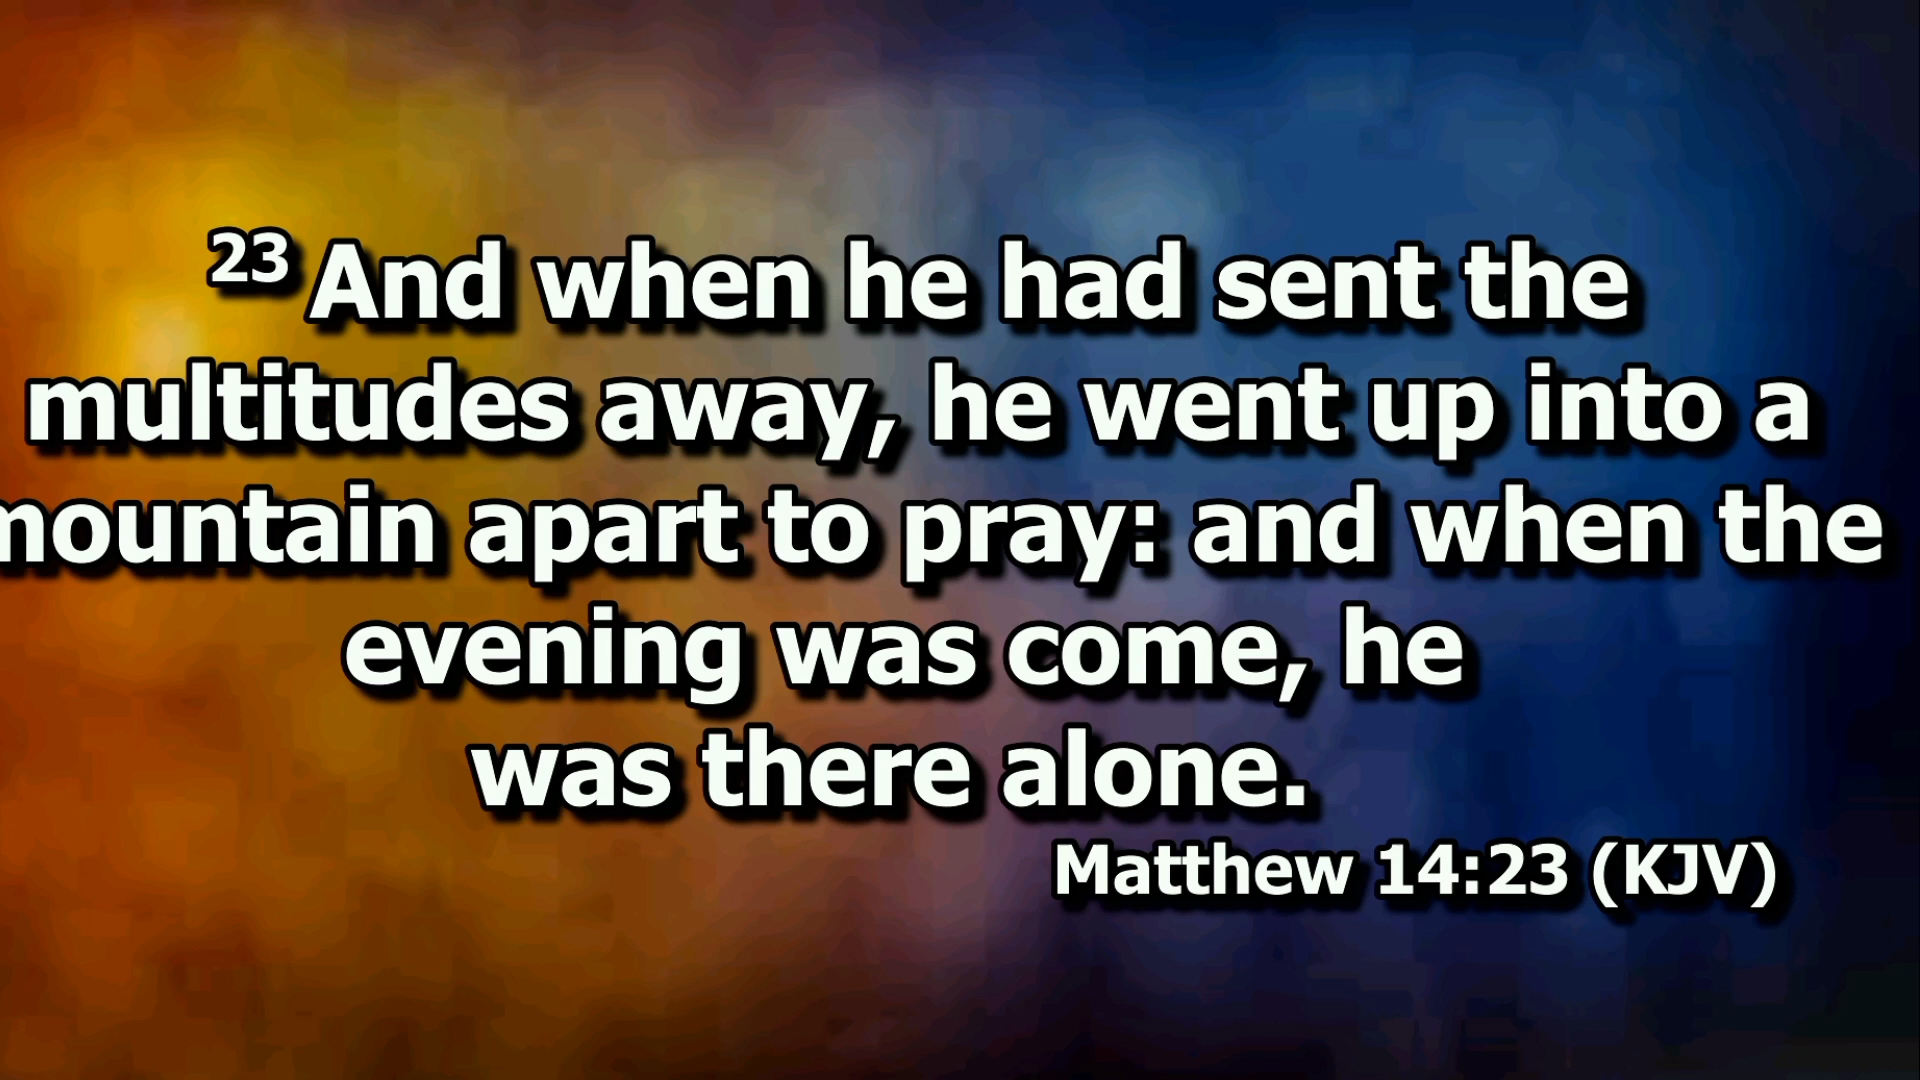 23 And when he had sent the
multitudes away, he went up into a
mountain apart to pray: and when the
evening was come, he
was there alone.
Matthew 14:23 (KJV)